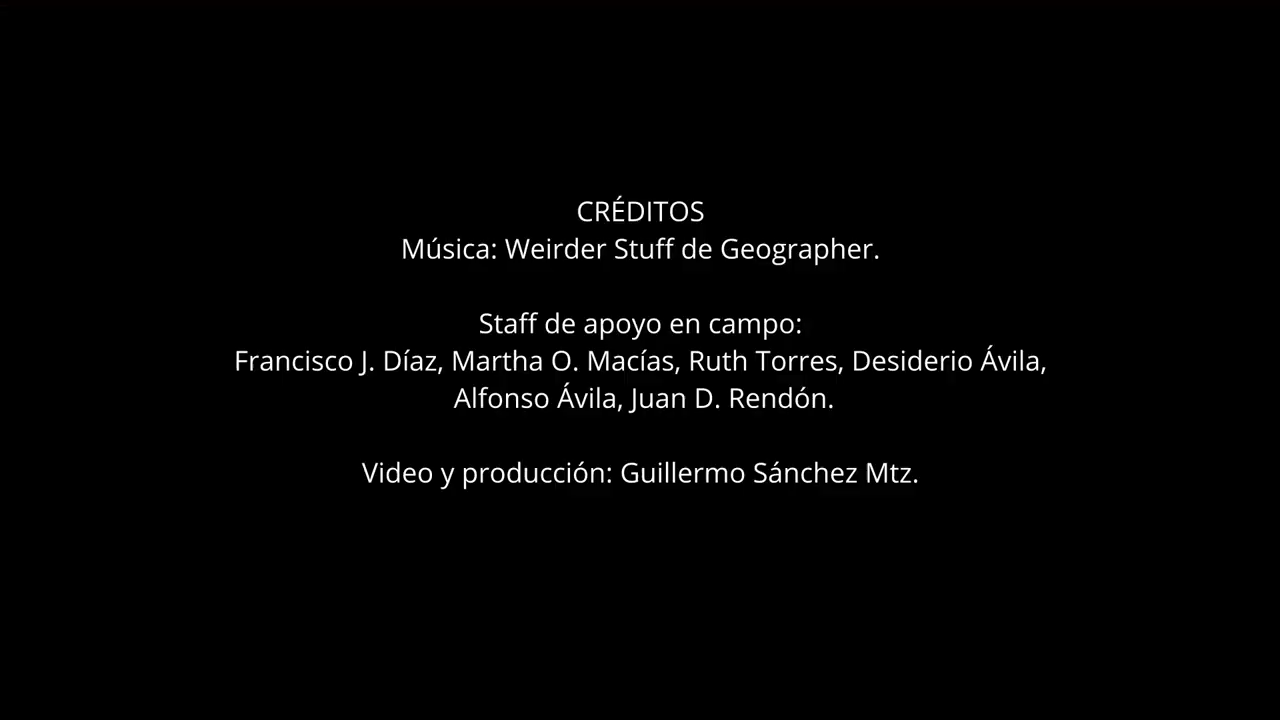 CRÉDITOS
Música: Weirder Stuff de Geographer.
Staff de apoyo en campo:
Francisco J. Díaz, Martha O. Macías, Ruth Torres, Desiderio Ávila,
Alfonso Ávila, Juan D. Rendón.
Video y producción: Guillermo Sánchez Mtz.